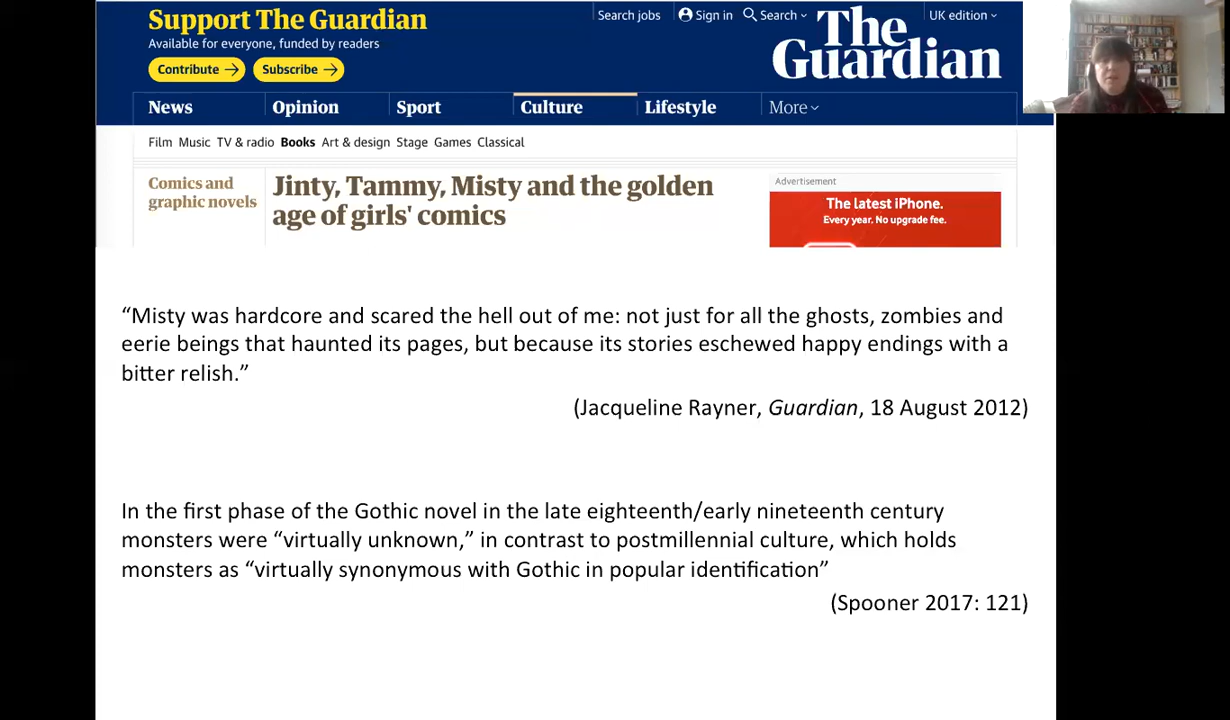 Support The Guardian
Available for everyone, funded by readers
Contribute →
Subscribe →
Search jobs
Sign in
Search
UK edition
The
Guardian
News
Opinion
Sport
Culture
Lifestyle
More
Film Music TV & radio Books Art & design Stage Games Classical
Comics and
graphic novels
Jinty, Tammy, Misty and the golden
age of girls' comics
Advertisement
The latest iPhone.
Every year. No upgrade fee.
“Misty was hardcore and scared the hell out of me: not just for all the ghosts, zombies and
eerie beings that haunted its pages, but because its stories eschewed happy endings with a
bitter relish.”
(Jacqueline Rayner, Guardian, 18 August 2012)
In the first phase of the Gothic novel in the late eighteenth/early nineteenth century
monsters were “virtually unknown,” in contrast to postmillennial culture, which holds
monsters as “virtually synonymous with Gothic in popular identification”
(Spooner 2017: 121)